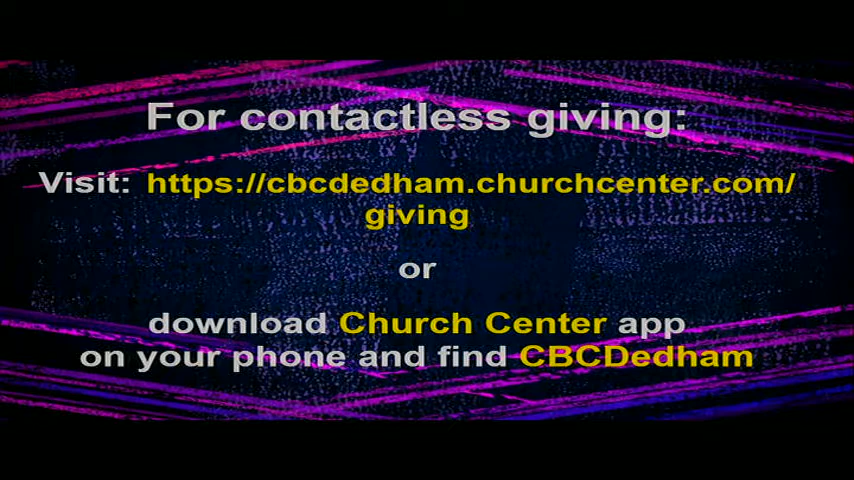 For contactless giving:
Visit: https://cbcdedham.churchcenter.com/
giving
or
download Church Center app
on your phone and find CBCDedham